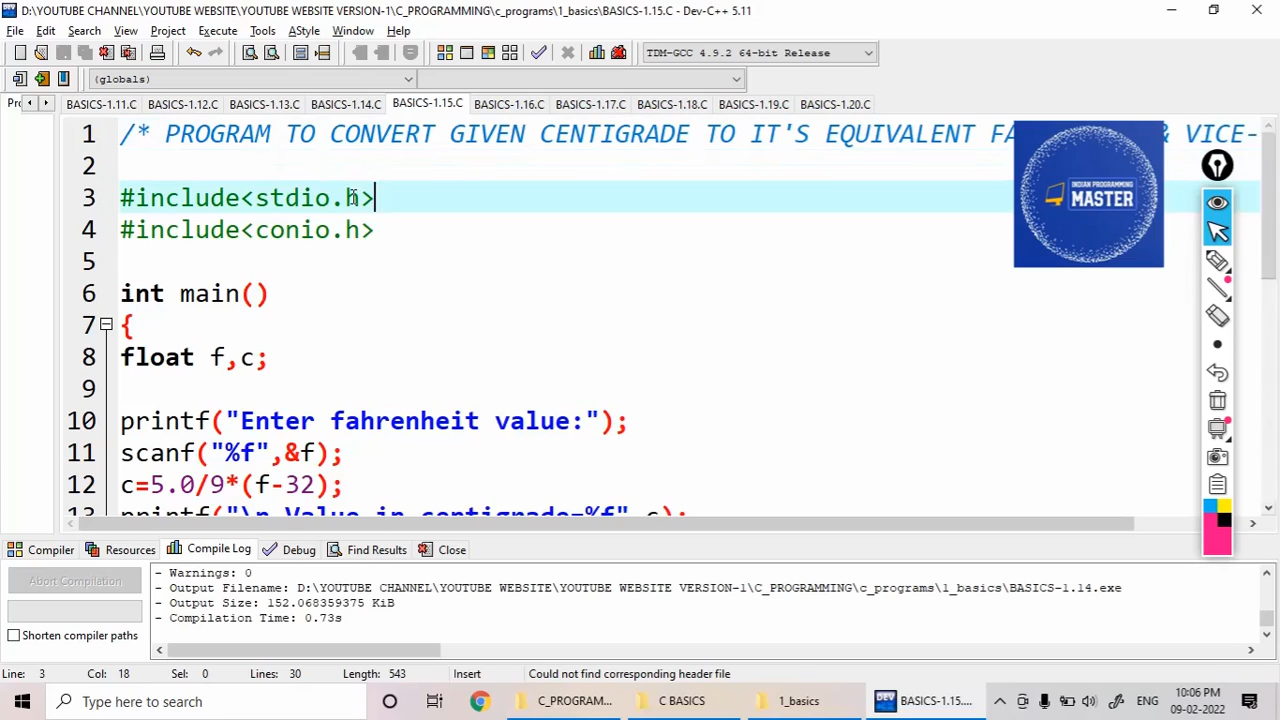 D:\YOUTUBE CHANNEL\YOUTUBE WEBSITE\YOUTUBE WEBSITE VERSION-1\C_PROGRAMMING\c_programs\1_basics\BASICS-1.15.C - Dev-C++ 5.11
File Edit Search View Project Execute Tools AStyle Window Help
TDM-GCC 4.9.2 64-bit Release
(globals)
Pr BASICS-1.11.C BASICS-1.12.C BASICS-1.13.C BASICS-1.14.C BASICS-1.15.C BASICS-1.16.C BASICS-1.17.C BASICS-1.18.C BASICS-1.19.C BASICS-1.20.C
1 /* PROGRAM TO CONVERT GIVEN CENTIGRADE TO IT'S EQUIVALENT FA & VICE-
2
3 #include<stdio.h>
4 #include<conio.h>
5
6 int main()
7 {
8 float f,c;
9
10 printf("Enter fahrenheit value:");
11 scanf("%f",&f);
12 c=5.0/9*(f-32);
13 printf("\n Value in centigrade=%f",c);
INDIAN PROGRAMMING
MASTER
Compiler Resources Compile Log Debug Find Results Close
Abort Compilation
Shorten compiler paths
- Warnings: 0
- Output Filename: D:\YOUTUBE CHANNEL\YOUTUBE WEBSITE\YOUTUBE WEBSITE VERSION-1\C_PROGRAMMING\c_programs\1_basics\BASICS-1.14.exe
- Output Size: 152.068359375 KiB
- Compilation Time: 0.73s
Line: 3 Col: 18 Sel: 0 Lines: 30 Length: 543 Insert Could not find corresponding header file
Type here to search
C_PROGRAM... C BASICS 1_basics BASICS-1.15.... ENG
10:06 PM
09-02-2022